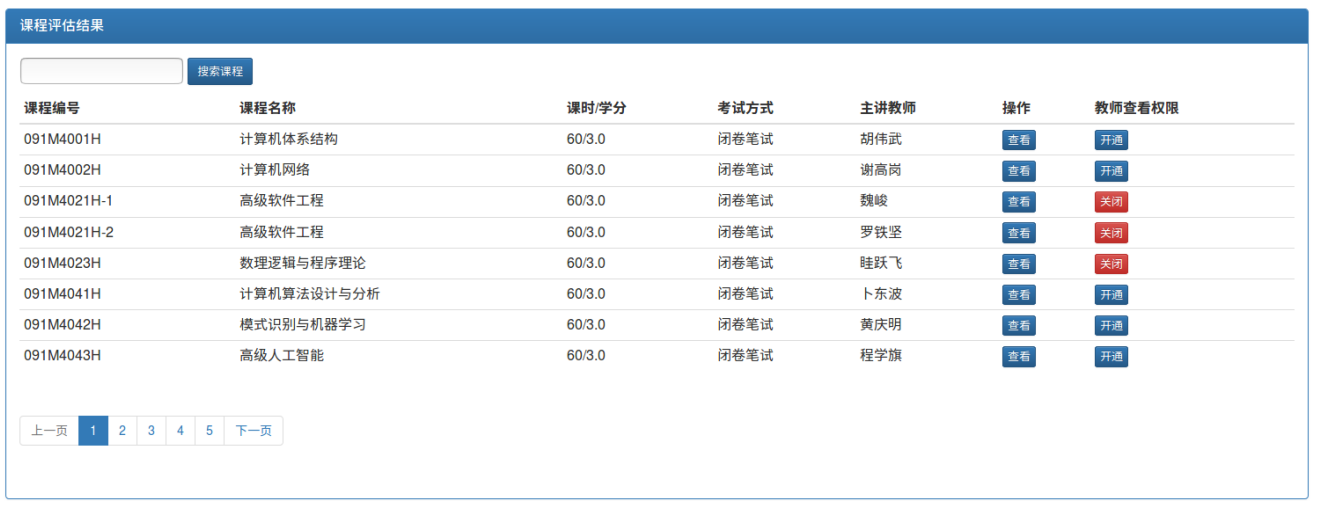 课程评估结果
搜索课程
课程编号 课程名称 课时/学分 考试方式 主讲教师 操作 教师查看权限
091M4001H 计算机体系结构 60/3.0 闭卷笔试 胡伟武 查看 开通
091M4002H 计算机网络 60/3.0 闭卷笔试 谢高岗 查看 开通
091M4021H-1 高级软件工程 60/3.0 闭卷笔试 魏峻 查看 关闭
091M4021H-2 高级软件工程 60/3.0 闭卷笔试 罗铁坚 查看 关闭
091M4023H 数理逻辑与程序理论 60/3.0 闭卷笔试 眭跃飞 查看 关闭
091M4041H 计算机算法设计与分析 60/3.0 闭卷笔试 卜东波 查看 开通
091M4042H 模式识别与机器学习 60/3.0 闭卷笔试 黄庆明 查看 开通
091M4043H 高级人工智能 60/3.0 闭卷笔试 程学旗 查看 开通
上一页 1 2 3 4 5 下一页